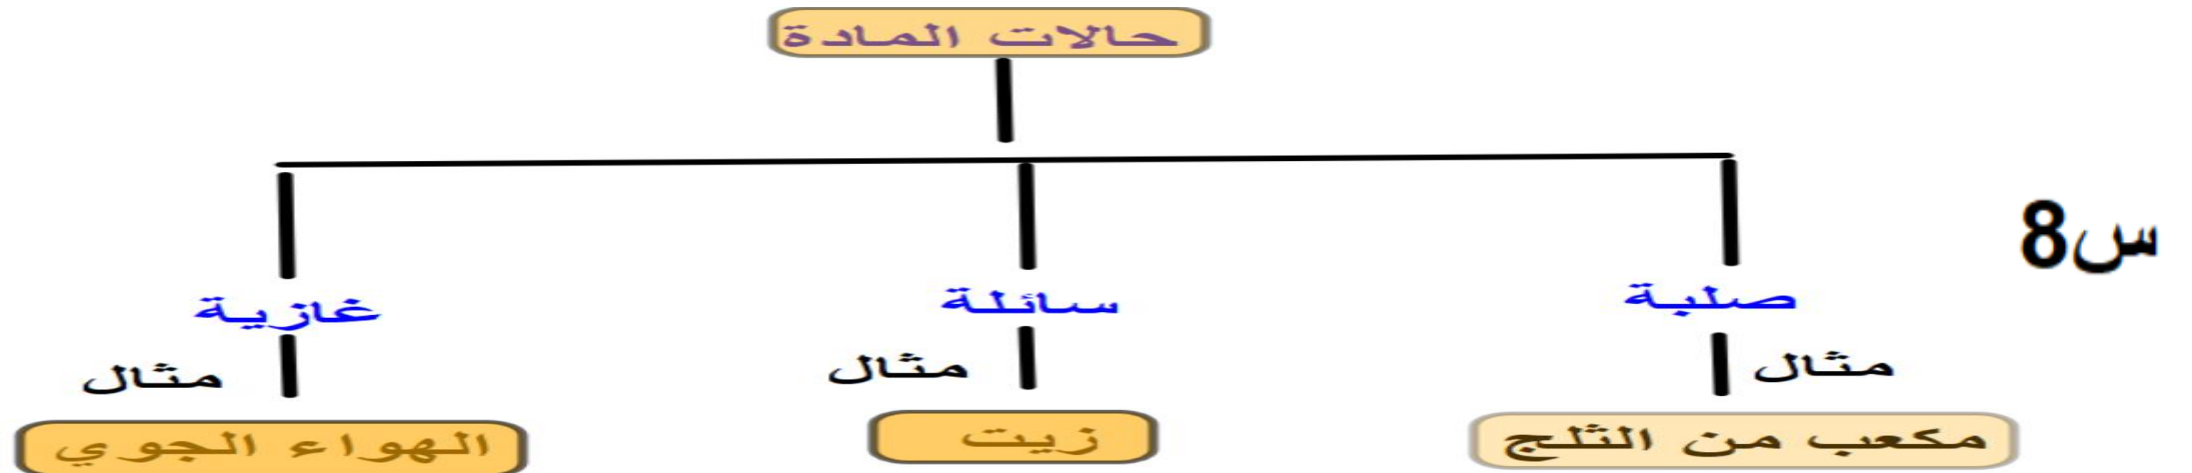 حالات المادة
س8
صلبة
سائلة
غازية
مثال
مثال
مثال
مكعب من الثلج
زيت
الهواء الجوي